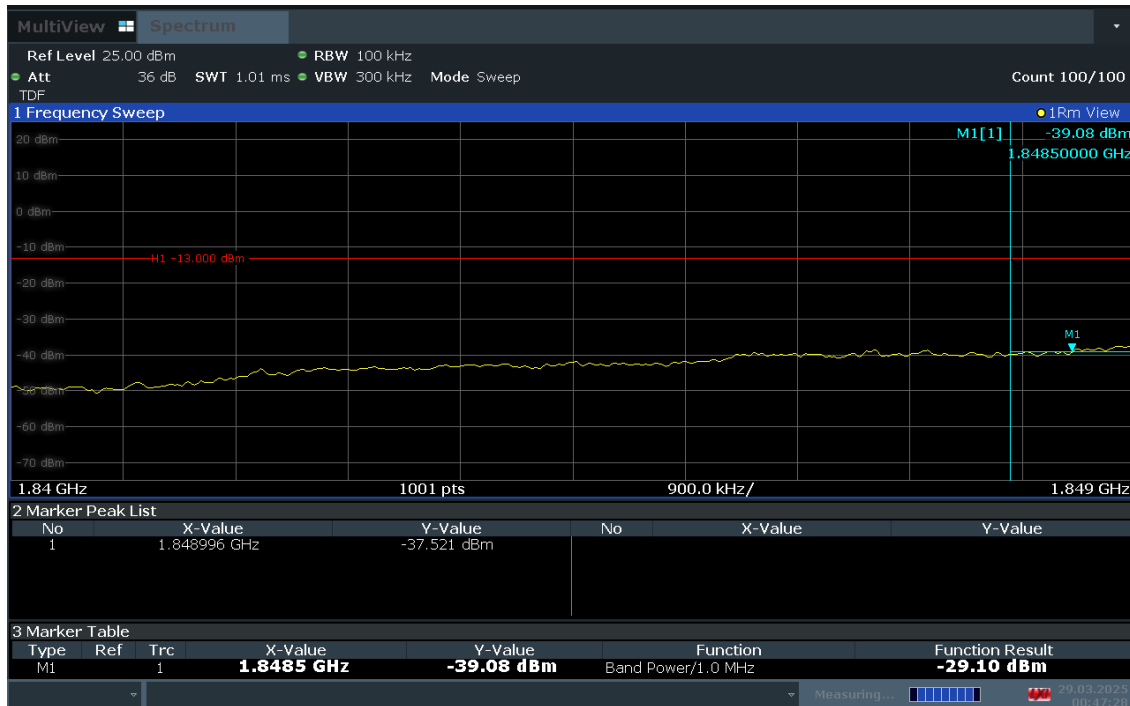 MultiView Spectrum
Ref Level 25.00 dBm RBW 100 kHz
Att 36 dB SWT 1.01 ms VBW 300 kHz Mode Sweep Count 100/100
TDF
1 Frequency Sweep 1Rm View
M1[1] -39.08 dBm
1.84850000 GHz
20 dBm
10 dBm
0 dBm
-10 dBm
H1 -13.000 dBm
-20 dBm
-30 dBm
M1
-40 dBm
-50 dBm
-60 dBm
-70 dBm
1.84 GHz 1001 pts 900.0 kHz/ 1.849 GHz
2 Marker Peak List
No X-Value Y-Value No X-Value Y-Value
1 1.848996 GHz -37.521 dBm
3 Marker Table
Type Ref Trc X-Value Y-Value Function Function Result
M1 1 1.8485 GHz -39.08 dBm Band Power/1.0 MHz -29.10 dBm
Measuring... 29.03.2025
00:47:28